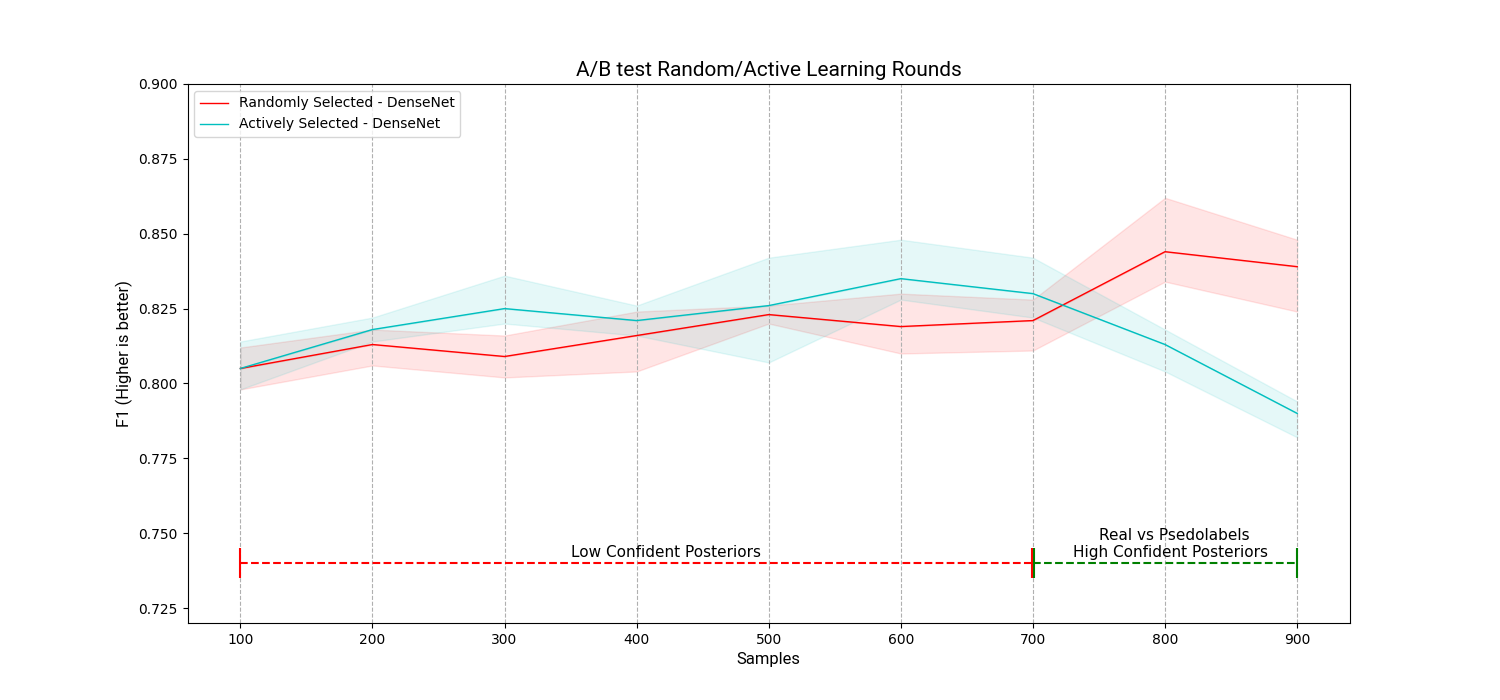 A/B test Random/Active Learning Rounds
Randomly Selected - DenseNet
Actively Selected - DenseNet
F1 (Higher is better)
0.900
0.875
0.850
0.825
0.800
0.775
0.750
0.725
Real vs Psedolabels
Low Confident Posteriors
High Confident Posteriors
100 200 300 400 500 600 700 800 900
Samples